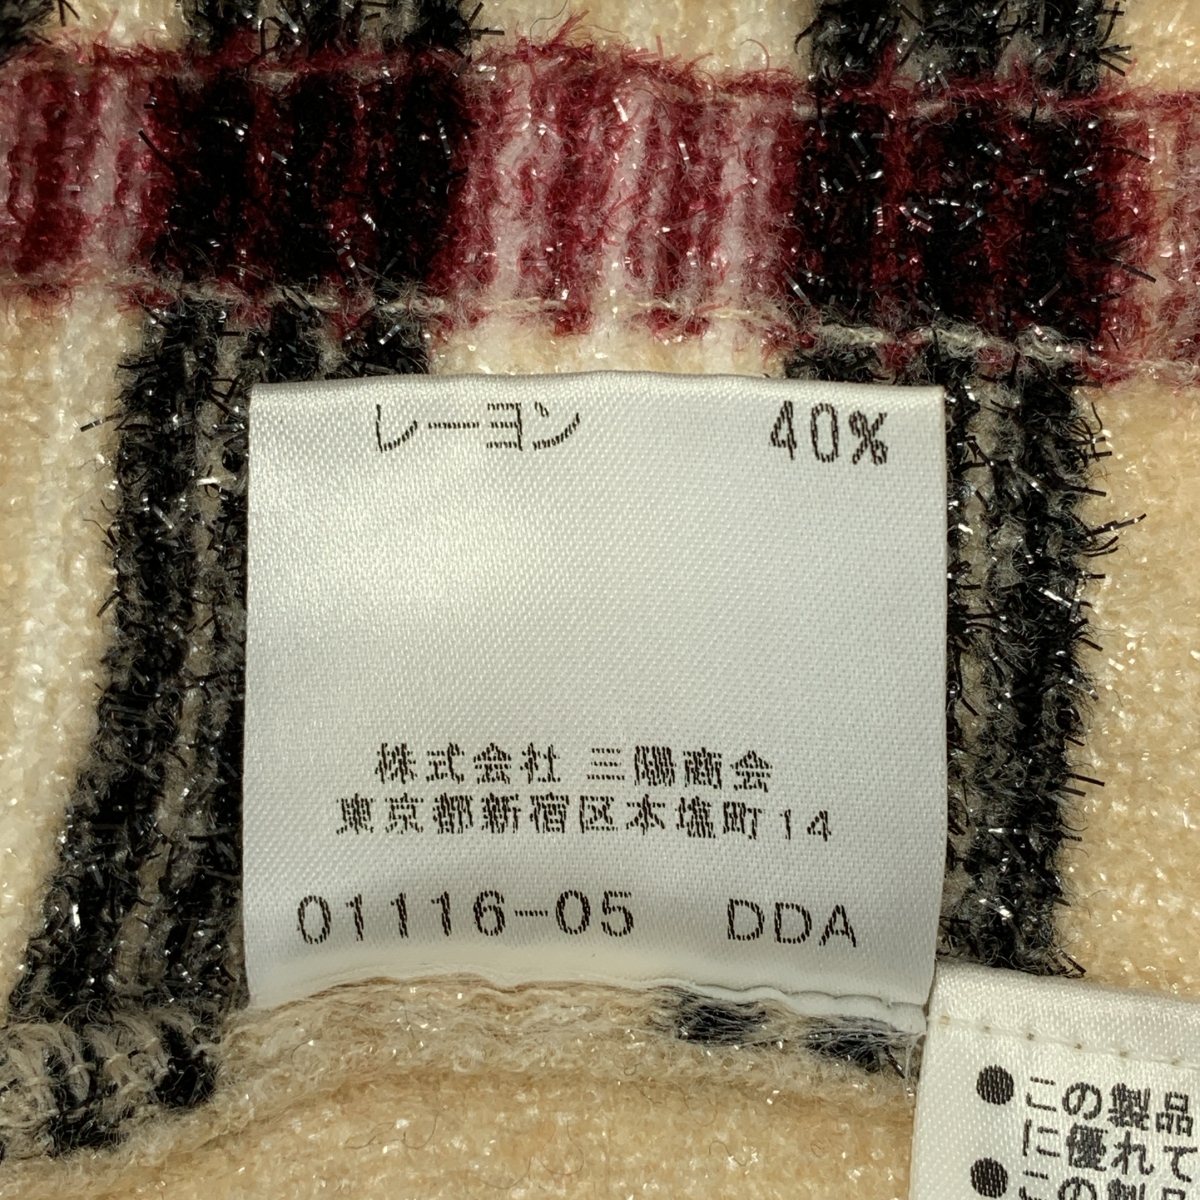 レーヨン 40%
株式会社 三陽商会
東京都新宿区本塩町14
01116-05 DDA
●この製品
に優れて
●この製品